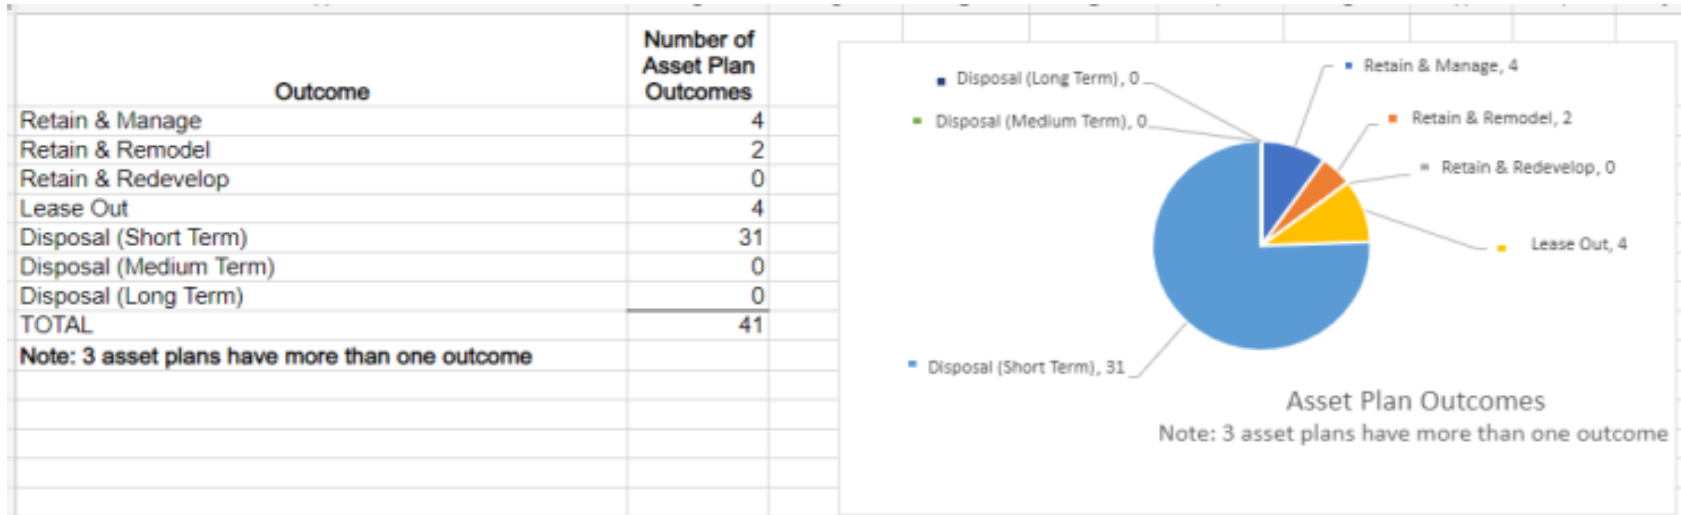 Outcome
Number of
Asset Plan
Outcomes
Retain & Manage 4
Retain & Remodel 2
Retain & Redevelop 0
Lease Out 4
Disposal (Short Term) 31
Disposal (Medium Term) 0
Disposal (Long Term) 0
TOTAL 41
Note: 3 asset plans have more than one outcome
Disposal (Long Term), 0
Retain & Manage, 4
Disposal (Medium Term), 0
Retain & Remodel, 2
Retain & Redevelop, 0
Lease Out, 4
Disposal (Short Term), 31
Asset Plan Outcomes
Note: 3 asset plans have more than one outcome